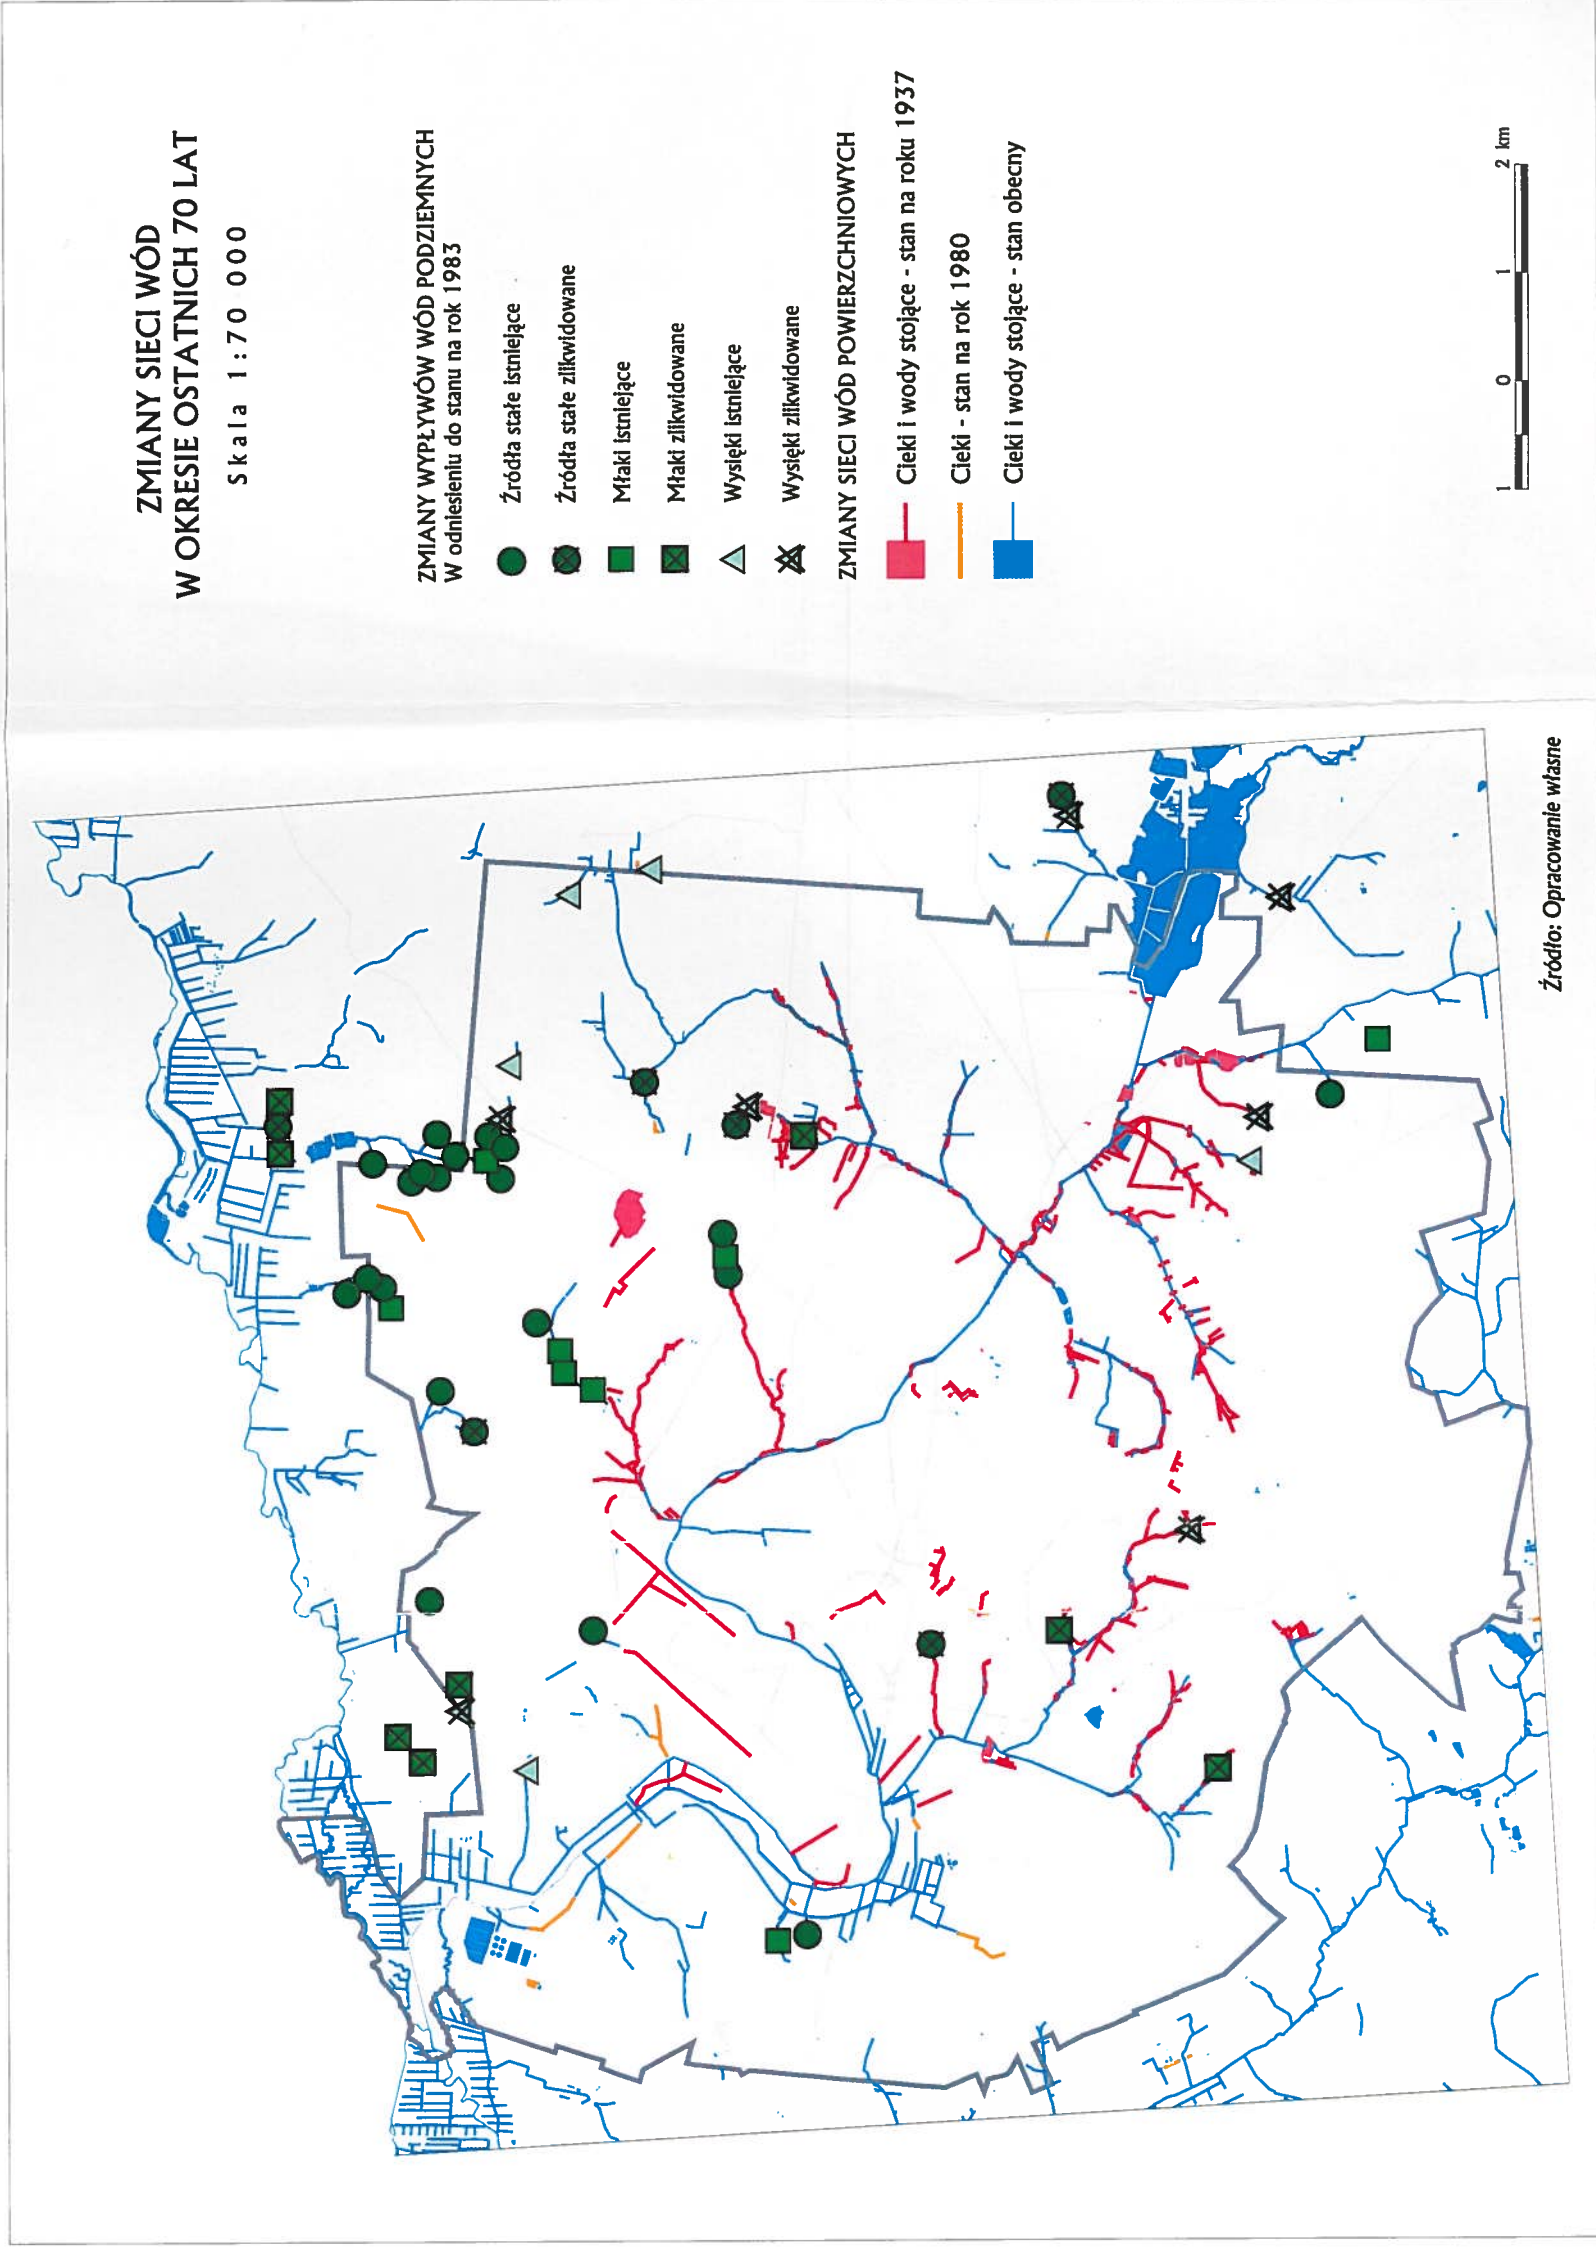 ZMIANY SIECI WÓD
W OKRESIE OSTATNICH 70 LAT
Skala 1:70 000
ZMIANY WYPŁYWÓW WÓD PODZIEMNYCH
W odniesieniu do stanu na rok 1983
Źródła stałe istniejące
Źródła stałe zlikwidowane
Młaki istniejące
Młaki zlikwidowane
Wysięki istniejące
Wysięki zlikwidowane
ZMIANY SIECI WÓD POWIERZCHNIOWYCH
Cieki i wody stojące - stan na roku 1937
Cieki - stan na rok 1980
Cieki i wody stojące - stan obecny
1 0 1 2 km
Źródło: Opracowanie własne